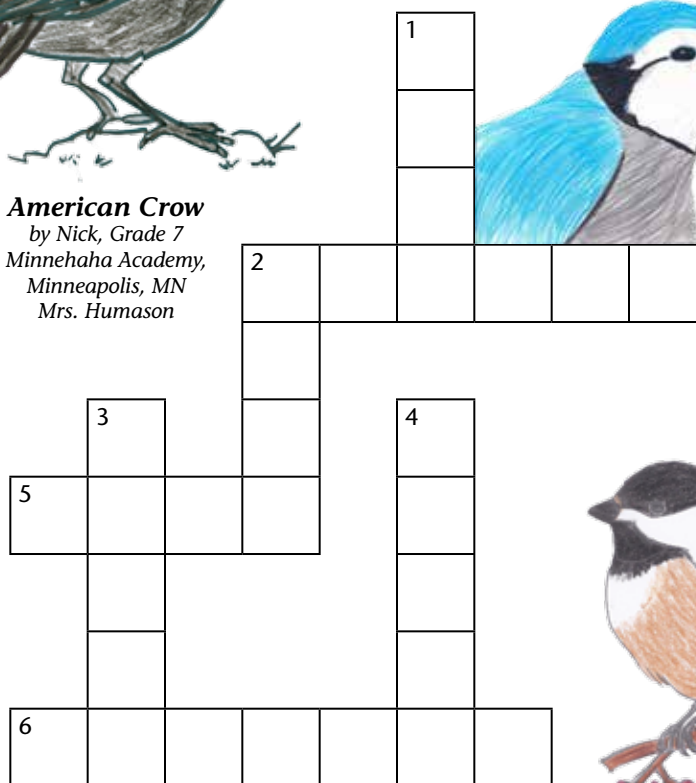 1
American Crow
by Nick, Grade 7
Minnehaha Academy,
Minneapolis, MN
Mrs. Humason
2
3
4
5
6